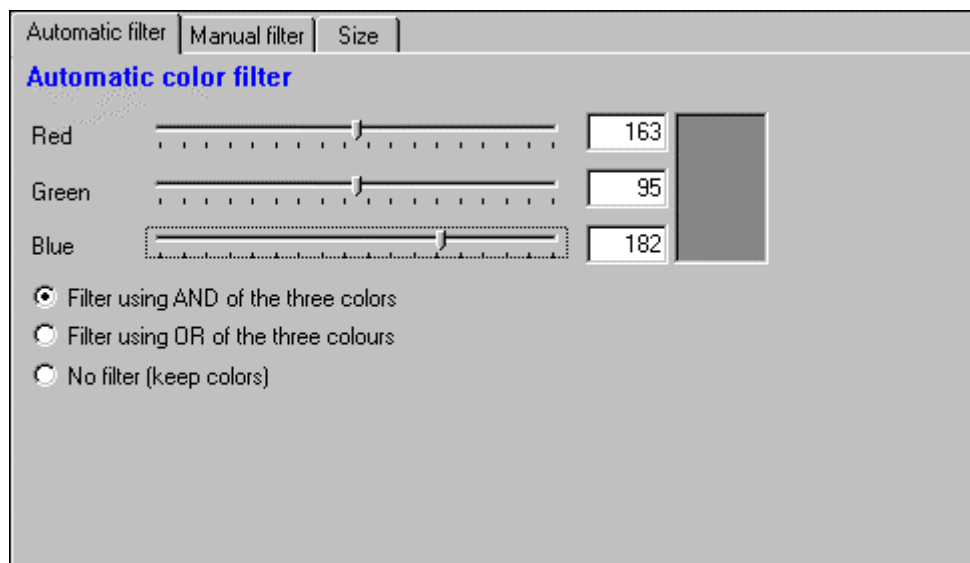 Automatic filter Manual filter Size
Automatic color filter
Red 163
Green 95
Blue 182
Filter using AND of the three colors
Filter using OR of the three colours
No filter (keep colors)